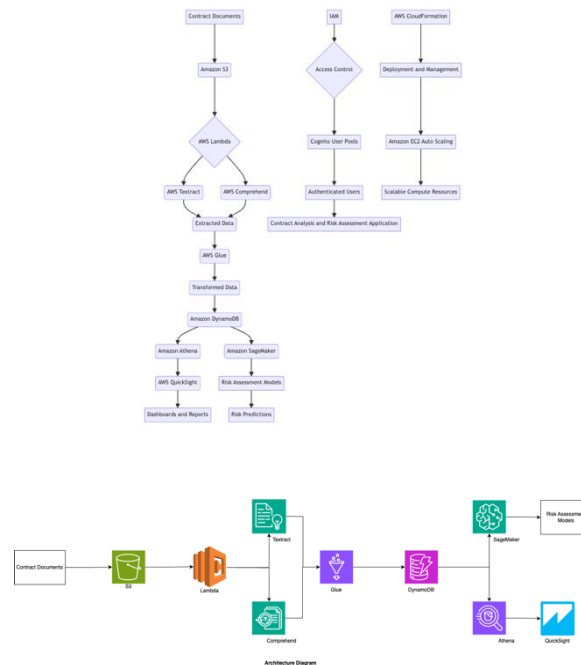 Contract Documents
IAM
AWS CloudFormation
Amazon S3
Access Control
Deployment and Management
AWS Lambda
Cognito User Pools
Amazon EC2 Auto Scaling
AWS Textract
AWS Comprehend
Authenticated Users
Scalable Compute Resources
Extracted Data
Contract Analysis and Risk Assessment Application
AWS Glue
Transformed Data
Amazon DynamoDB
Amazon Athena
Amazon SageMaker
AWS QuickSight
Risk Assessment Models
Dashboards and Reports
Risk Predictions
Contract Documents
S3
Lambda
Textract
Comprehend
Glue
DynamoDB
SageMaker
Risk Assessmen
Models
Athena
QuickSight
Architecture Diagram